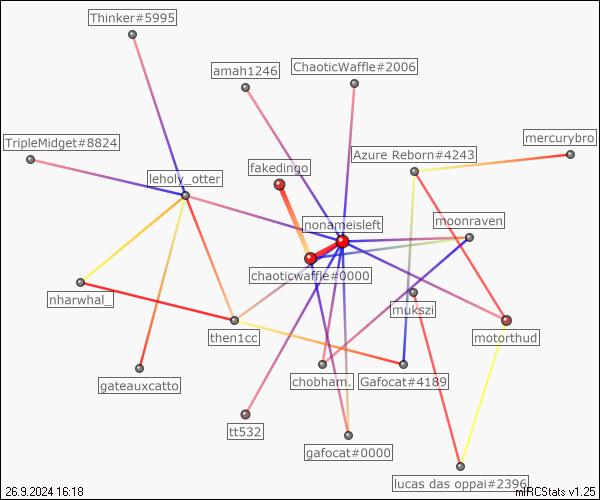 Thinker#5995
amah1246
ChaoticWaffle#2006
mercurybro
TripleMidget#8824
Azure Reborn#4243
fakedingo
leholy_otter
nonameisleft
moonraven
chaoticwaffle#0000
nharwhal_
mukszi
then1cc
motorthud
gateauxcatto
chobham.
Gafocat#4189
tt532
gafocat#0000
lucas das oppai#2396
26.9.2024 16:18
mIRCStats v1.25